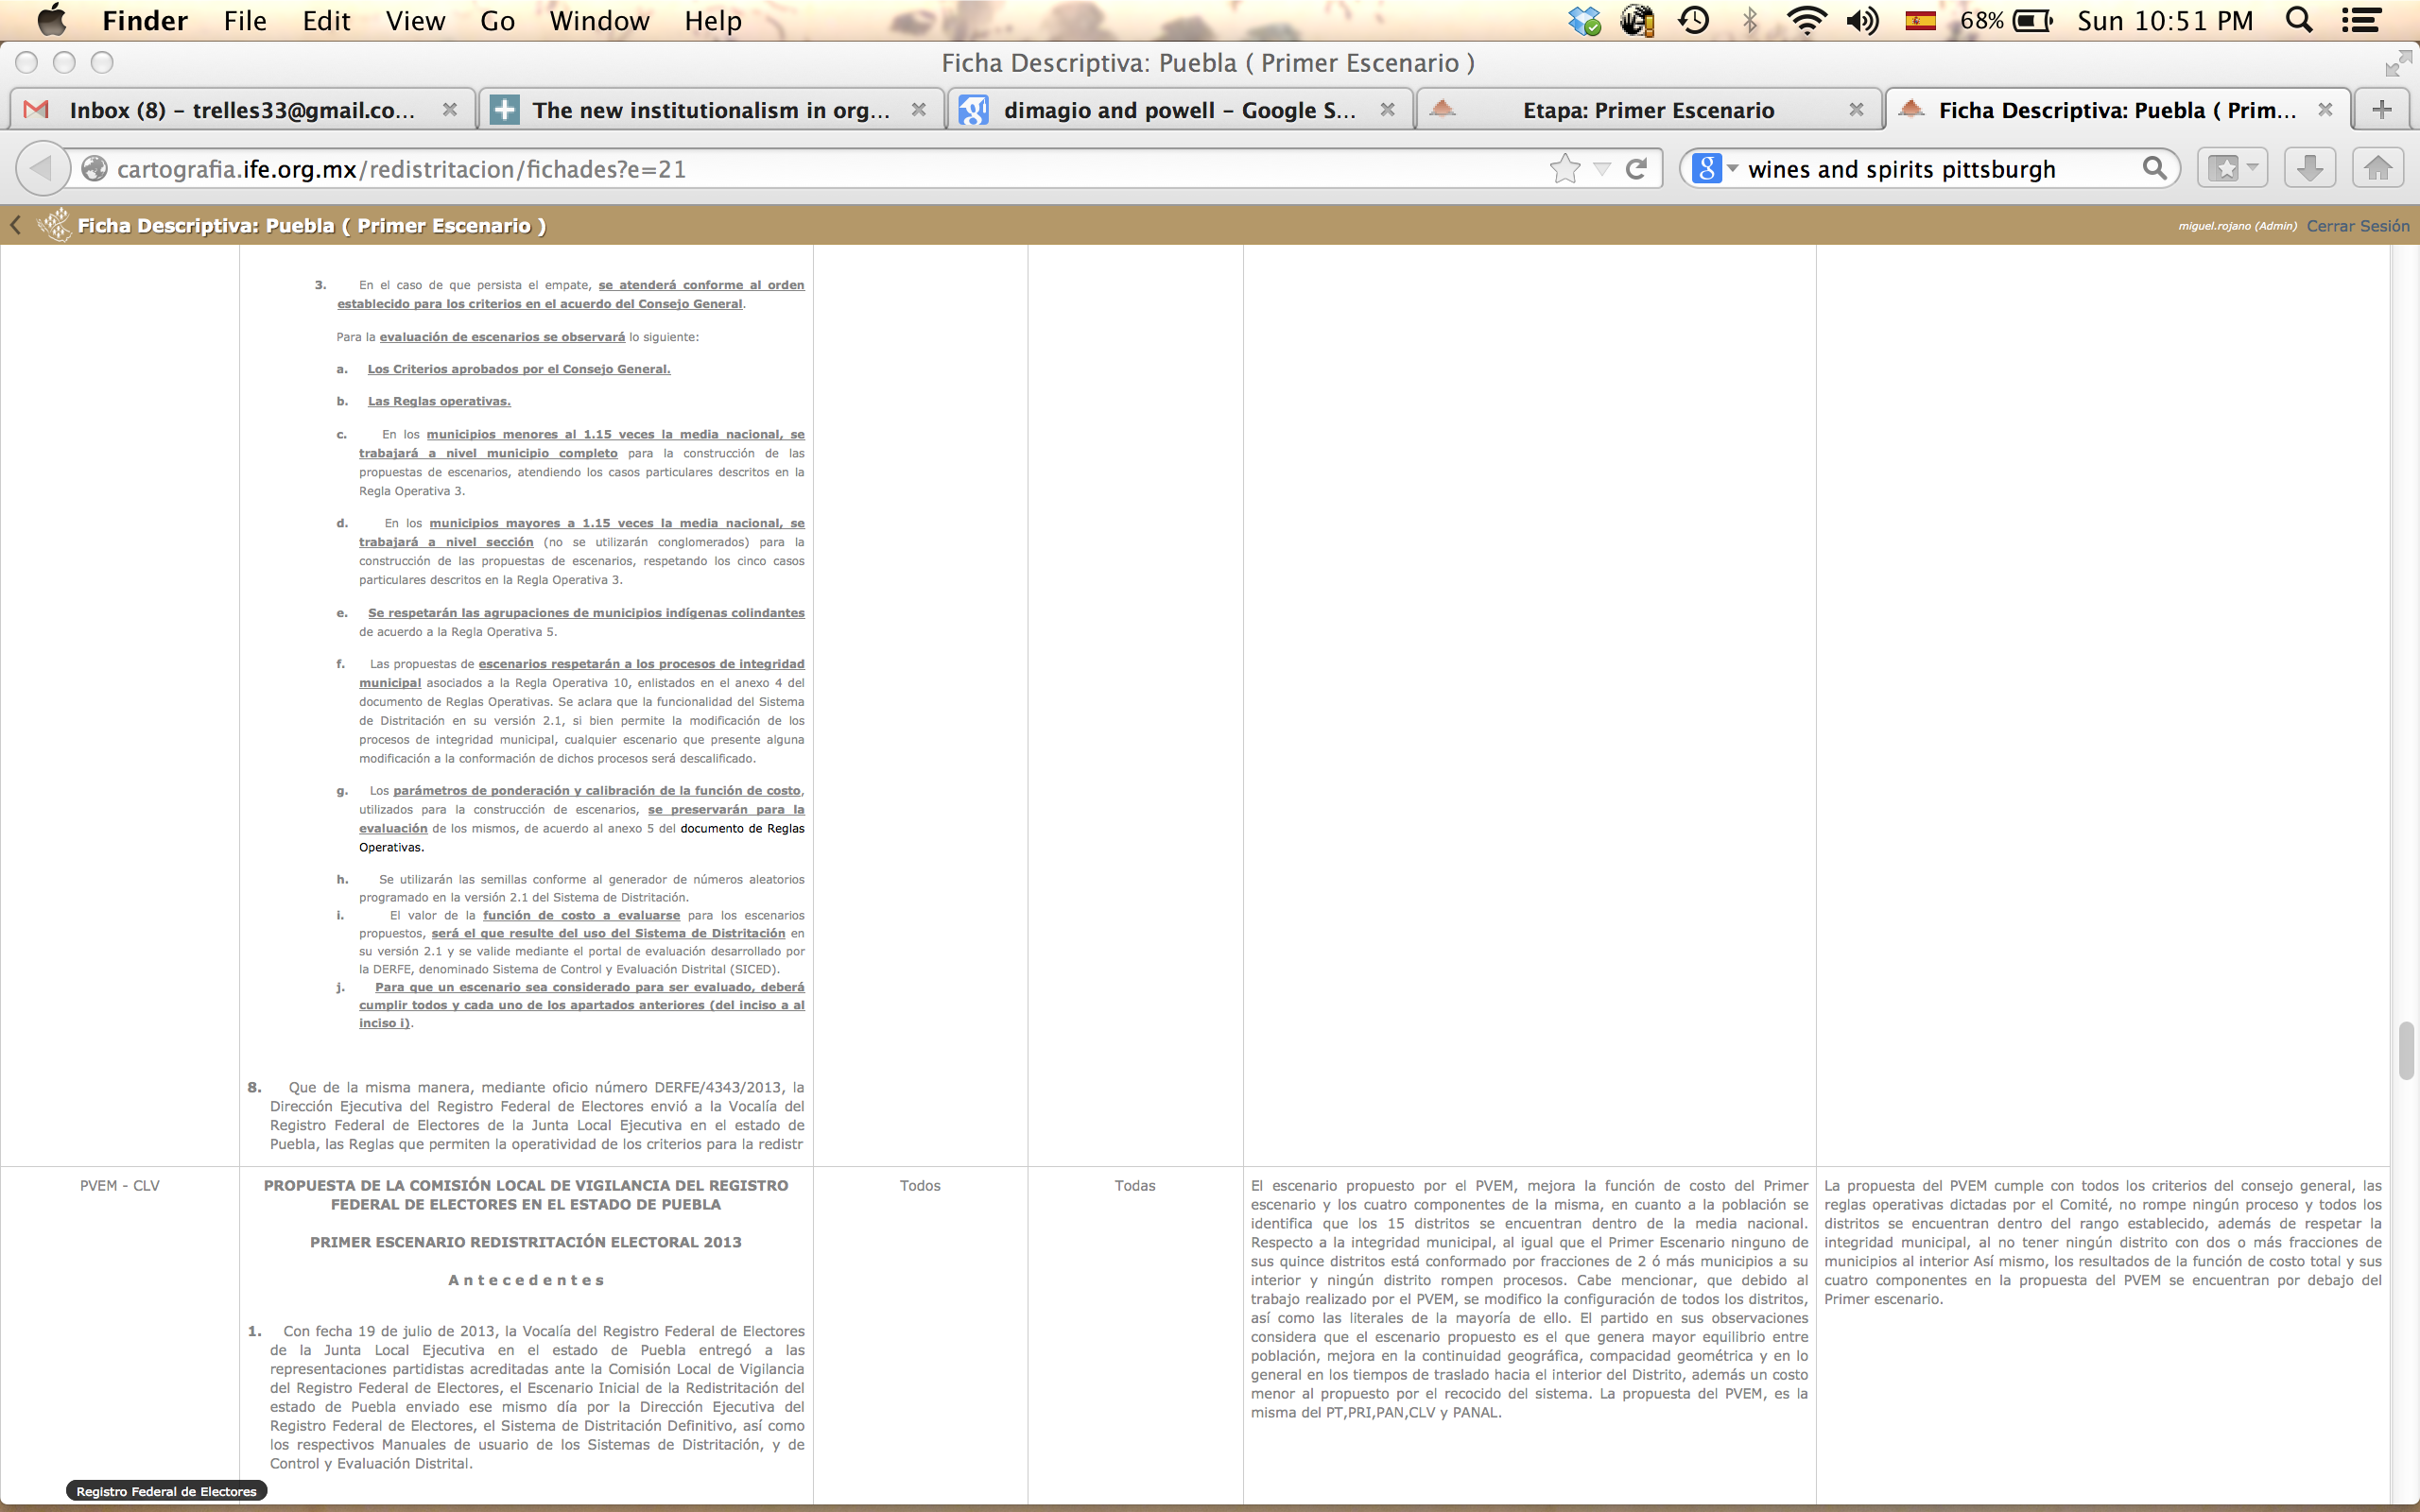 Finder File Edit View Go Window Help 68% Sun 10:51 PM
Ficha Descriptiva: Puebla ( Primer Escenario )
Inbox (8) – trelles33@gmail.co... The new institutionalism in org... dimagio and powell – Google S... Etapa: Primer Escenario Ficha Descriptiva: Puebla ( Prim...
cartografia.ife.org.mx/redistritacion/fichades?e=21 wines and spirits pittsburgh
Ficha Descriptiva: Puebla ( Primer Escenario ) miguel.rojano (Admin) Cerrar Sesión
3. En el caso de que persista el empate, se atenderá conforme al orden
establecido para los criterios en el acuerdo del Consejo General.
Para la evaluación de escenarios se observará lo siguiente:
a. Los Criterios aprobados por el Consejo General.
b. Las Reglas operativas.
c. En los municipios menores al 1.15 veces la media nacional, se
trabajará a nivel municipio completo para la construcción de las
propuestas de escenarios, atendiendo los casos particulares descritos en la
Regla Operativa 3.
d. En los municipios mayores a 1.15 veces la media nacional, se
trabajará a nivel sección (no se utilizarán conglomerados) para la
construcción de las propuestas de escenarios, respetando los cinco casos
particulares descritos en la Regla Operativa 3.
e. Se respetarán las agrupaciones de municipios indígenas colindantes
de acuerdo a la Regla Operativa 5.
f. Las propuestas de escenarios respetarán a los procesos de integridad
municipal asociados a la Regla Operativa 10, enlistados en el anexo 4 del
documento de Reglas Operativas. Se aclara que la funcionalidad del Sistema
de Distritación en su versión 2.1, si bien permite la modificación de los
procesos de integridad municipal, cualquier escenario que presente alguna
modificación a la conformación de dichos procesos será descalificado.
g. Los parámetros de ponderación y calibración de la función de costo,
utilizados para la construcción de escenarios, se preservarán para la
evaluación de los mismos, de acuerdo al anexo 5 del documento de Reglas
Operativas.
h. Se utilizarán las semillas conforme al generador de números aleatorios
programado en la versión 2.1 del Sistema de Distritación.
i. El valor de la función de costo a evaluarse para los escenarios
propuestos, será el que resulte del uso del Sistema de Distritación en
su versión 2.1 y se valide mediante el portal de evaluación desarrollado por
la DERFE, denominado Sistema de Control y Evaluación Distrital (SICED).
j. Para que un escenario sea considerado para ser evaluado, deberá
cumplir todos y cada uno de los apartados anteriores (del inciso a al
inciso i).
8. Que de la misma manera, mediante oficio número DERFE/4343/2013, la
Dirección Ejecutiva del Registro Federal de Electores envió a la Vocalía del
Registro Federal de Electores de la Junta Local Ejecutiva en el estado de
Puebla, las Reglas que permiten la operatividad de los criterios para la redistr
PVEM - CLV
PROPUESTA DE LA COMISIÓN LOCAL DE VIGILANCIA DEL REGISTRO
FEDERAL DE ELECTORES EN EL ESTADO DE PUEBLA
PRIMER ESCENARIO REDISTRITACIÓN ELECTORAL 2013
Antecedentes
1. Con fecha 19 de julio de 2013, la Vocalía del Registro Federal de Electores
de la Junta Local Ejecutiva en el estado de Puebla entregó a las
representaciones partidistas acreditadas ante la Comisión Local de Vigilancia
del Registro Federal de Electores, el Escenario Inicial de la Redistritación del
estado de Puebla enviado ese mismo día por la Dirección Ejecutiva del
Registro Federal de Electores, el Sistema de Distritación Definitivo, así como
los respectivos Manuales de usuario de los Sistemas de Distritación, y de
Control y Evaluación Distrital.
Todos
Todas
El escenario propuesto por el PVEM, mejora la función de costo del Primer
escenario y los cuatro componentes de la misma, en cuanto a la población se
identifica que los 15 distritos se encuentran dentro de la media nacional.
Respecto a la integridad municipal, al igual que el Primer Escenario ninguno de
sus quince distritos está conformado por fracciones de 2 ó más municipios a su
interior y ningún distrito rompen procesos. Cabe mencionar, que debido al
trabajo realizado por el PVEM, se modifico la configuración de todos los distritos,
así como las literales de la mayoría de ello. El partido en sus observaciones
considera que el escenario propuesto es el que genera mayor equilibrio entre
población, mejora en la continuidad geográfica, compacidad geométrica y en lo
general en los tiempos de traslado hacia el interior del Distrito, además un costo
menor al propuesto por el recocido del sistema. La propuesta del PVEM, es la
misma del PT,PRI,PAN,CLV y PANAL.
La propuesta del PVEM cumple con todos los criterios del consejo general, las
reglas operativas dictadas por el Comité, no rompe ningún proceso y todos los
distritos se encuentran dentro del rango establecido, además de respetar la
integridad municipal, al no tener ningún distrito con dos o más fracciones de
municipios al interior Así mismo, los resultados de la función de costo total y sus
cuatro componentes en la propuesta del PVEM se encuentran por debajo del
Primer escenario.
Registro Federal de Electores